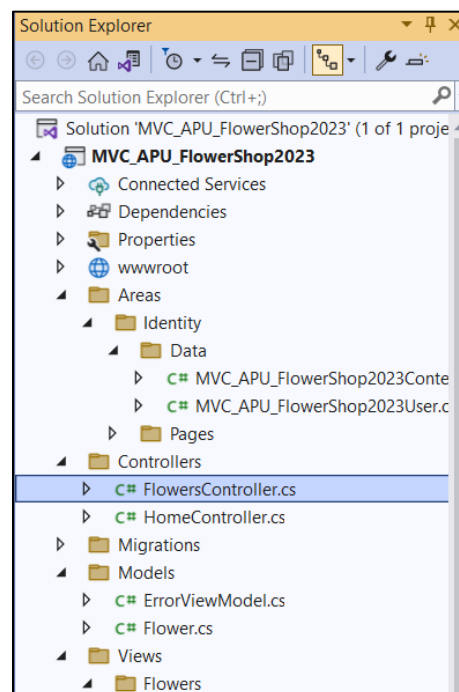 Solution Explorer
Search Solution Explorer (Ctrl+;)
Solution 'MVC_APU_FlowerShop2023' (1 of 1 proje
MVC_APU_FlowerShop2023
Connected Services
Dependencies
Properties
wwwroot
Areas
Identity
Data
C# MVC_APU_FlowerShop2023Conte
C# MVC_APU_FlowerShop2023User.c
Pages
Controllers
C# FlowersController.cs
C# HomeController.cs
Migrations
Models
C# ErrorViewModel.cs
C# Flower.cs
Views
Flowers